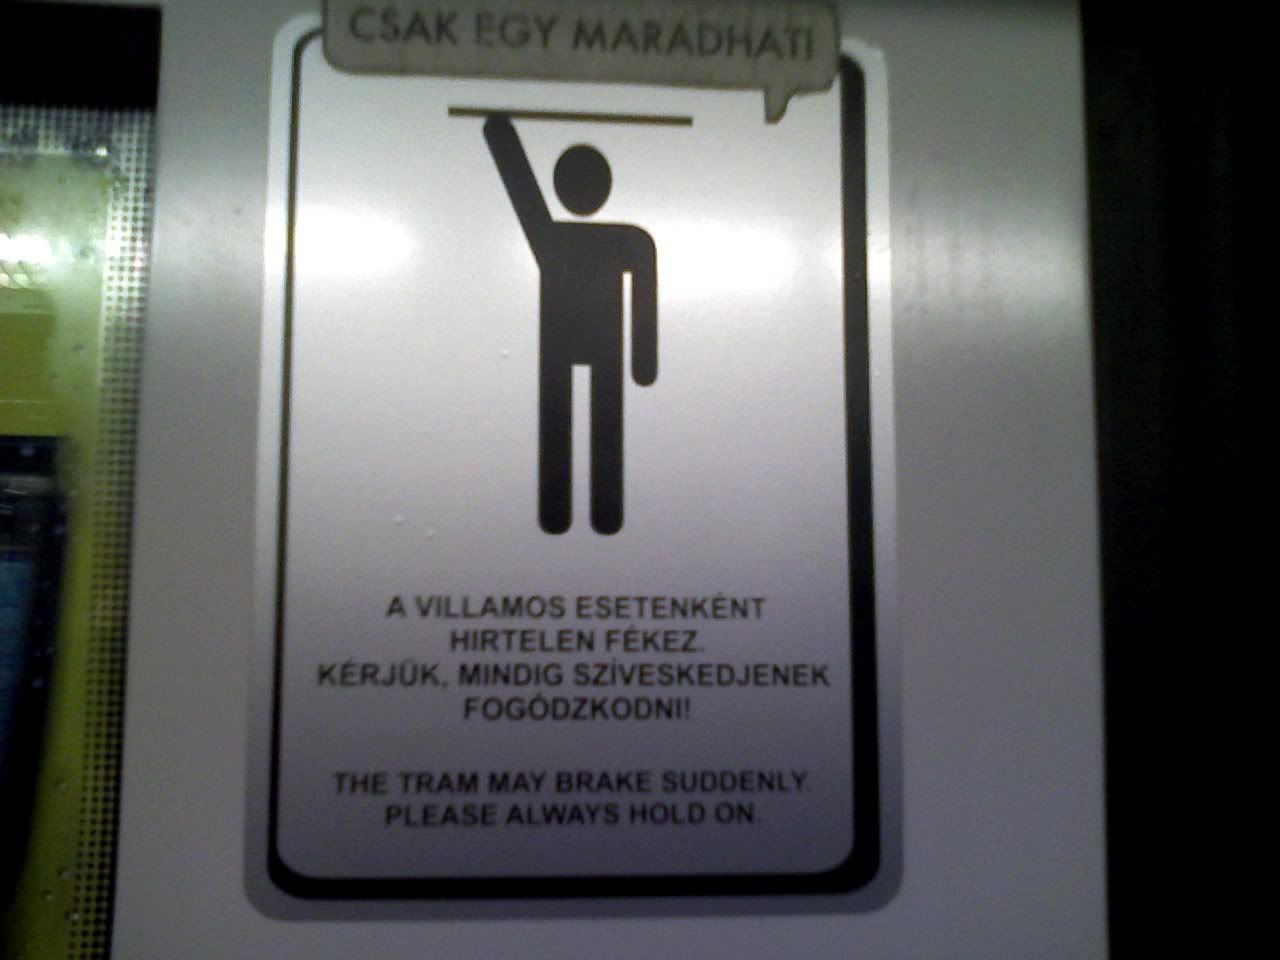 CSAK EGY MARADHAT!
A VILLAMOS ESETENKÉNT
HIRTELEN FÉKEZ.
KÉRJÜK, MINDIG SZÍVESKEDJENEK
FOGÓDZKODNI!
THE TRAM MAY BRAKE SUDDENLY.
PLEASE ALWAYS HOLD ON.